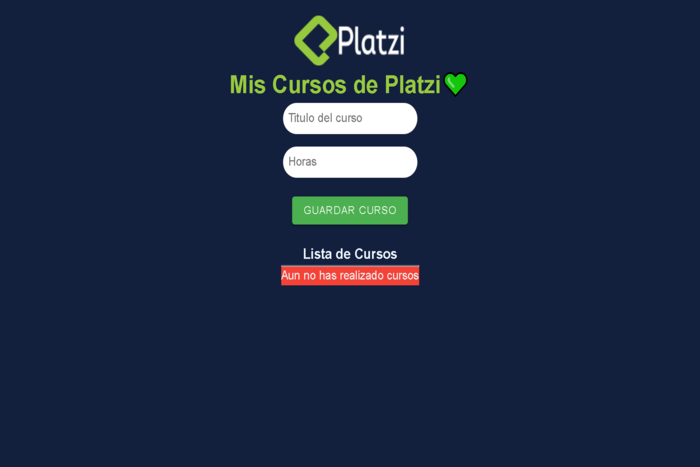 Platzi
Mis Cursos de Platzi
Titulo del curso
Horas
GUARDAR CURSO
Lista de Cursos
Aun no has realizado cursos